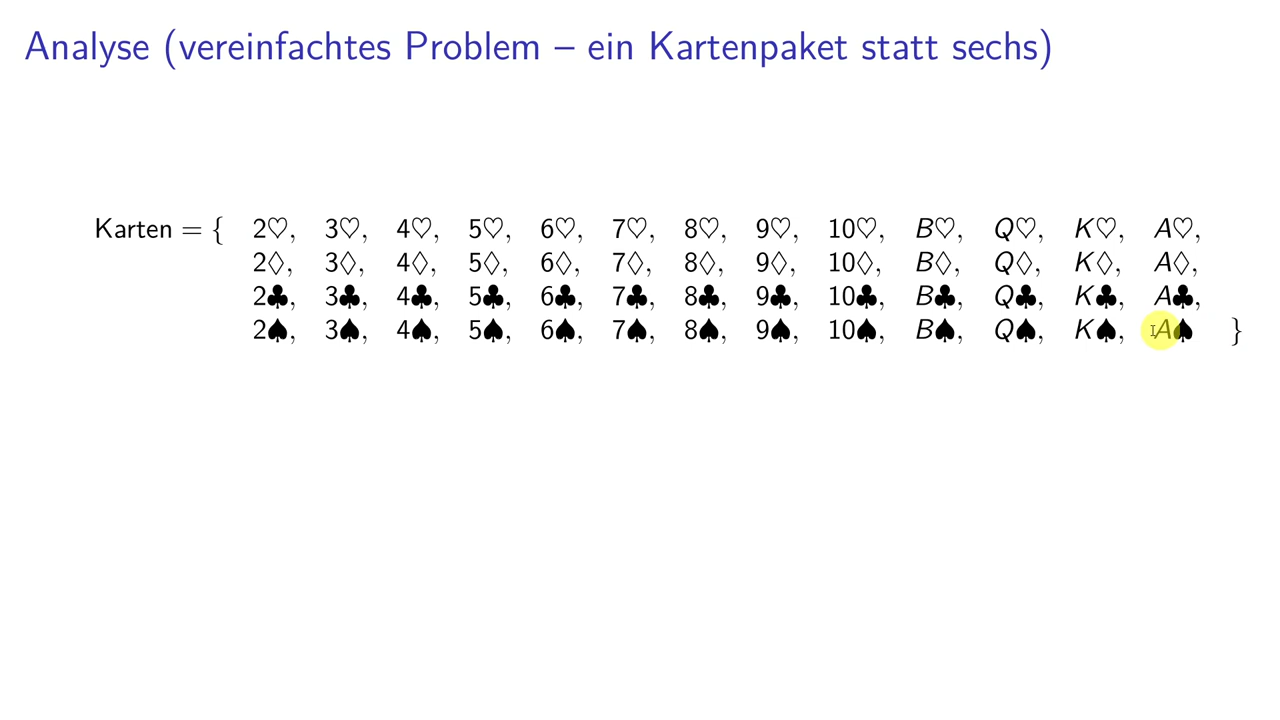 Analyse (vereinfachtes Problem – ein Kartenpaket statt sechs)
Karten = { 2♡, 3♡, 4♡, 5♡, 6♡, 7♡, 8♡, 9♡, 10♡, B♡, Q♡, K♡, A♡,
2♢, 3♢, 4♢, 5♢, 6♢, 7♢, 8♢, 9♢, 10♢, B♢, Q♢, K♢, A♢,
2♣, 3♣, 4♣, 5♣, 6♣, 7♣, 8♣, 9♣, 10♣, B♣, Q♣, K♣, A♣,
2♠, 3♠, 4♠, 5♠, 6♠, 7♠, 8♠, 9♠, 10♠, B♠, Q♠, K♠, A♠ }